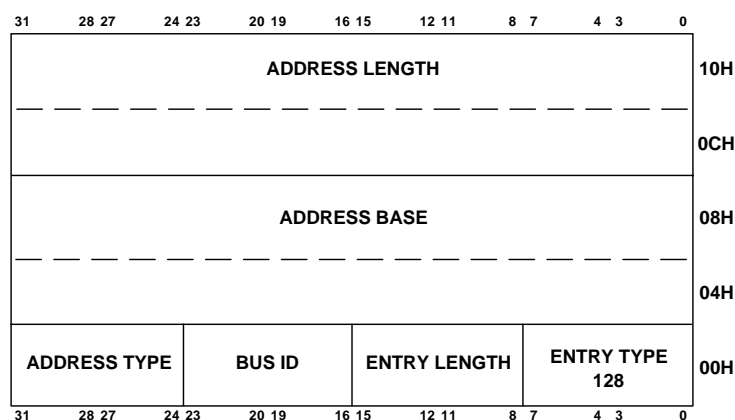 31 28 27 24 23 20 19 16 15 12 11 8 7 4 3 0
ADDRESS LENGTH 10H
0CH
ADDRESS BASE 08H
04H
ADDRESS TYPE BUS ID ENTRY LENGTH ENTRY TYPE 128 00H
31 28 27 24 23 20 19 16 15 12 11 8 7 4 3 0